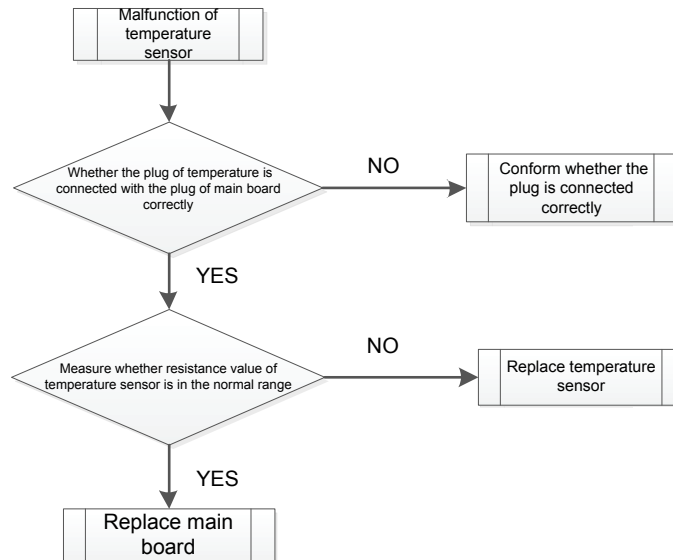 Malfunction of
temperature
sensor
Whether the plug of temperature is
connected with the plug of main board
correctly
NO
Conform whether the
plug is connected
correctly
YES
Measure whether resistance value of
temperature sensor is in the normal range
NO
Replace temperature
sensor
YES
Replace main
board